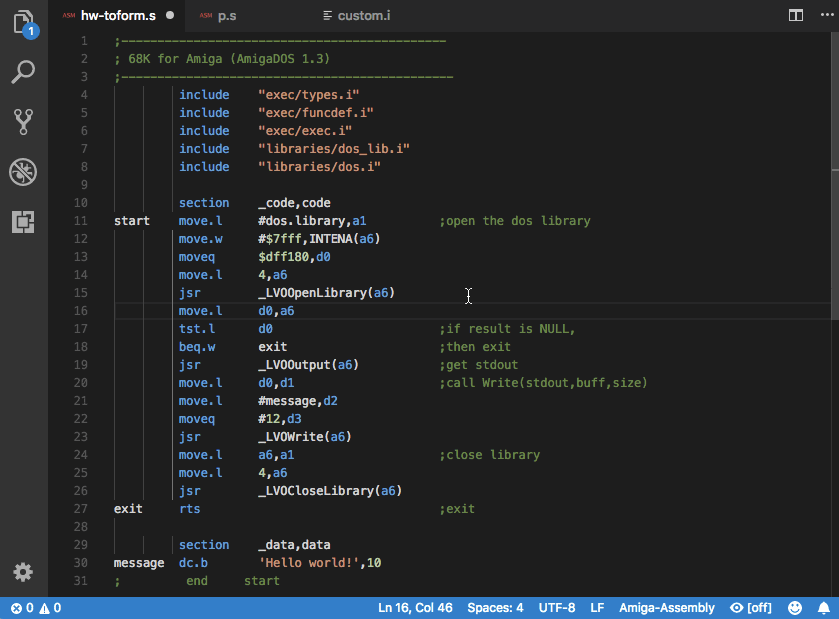 ASM hw-toform.s ASM p.s custom.i
1
1 ;---------------------------------------------
2 ; 68K for Amiga (AmigaDOS 1.3)
3 ;----------------------------------------------
4 include "exec/types.i"
5 include "exec/funcdef.i"
6 include "exec/exec.i"
7 include "libraries/dos_lib.i"
8 include "libraries/dos.i"
9
10 section _code,code
11 start move.l #dos.library,a1 ;open the dos library
12 move.w #$7fff,INTENA(a6)
13 moveq $dff180,d0
14 move.l 4,a6
15 jsr _LVOOpenLibrary(a6)
16 move.l d0,a6
17 tst.l d0 ;if result is NULL,
18 beq.w exit ;then exit
19 jsr _LVOOutput(a6) ;get stdout
20 move.l d0,d1 ;call Write(stdout,buff,size)
21 move.l #message,d2
22 moveq #12,d3
23 jsr _LVOWrite(a6)
24 move.l a6,a1 ;close library
25 move.l 4,a6
26 jsr _LVOCloseLibrary(a6)
27 exit rts ;exit
28
29 section _data,data
30 message dc.b 'Hello world!',10
31 ; end start
0 0 Ln 16, Col 46 Spaces: 4 UTF-8 LF Amiga-Assembly [off]